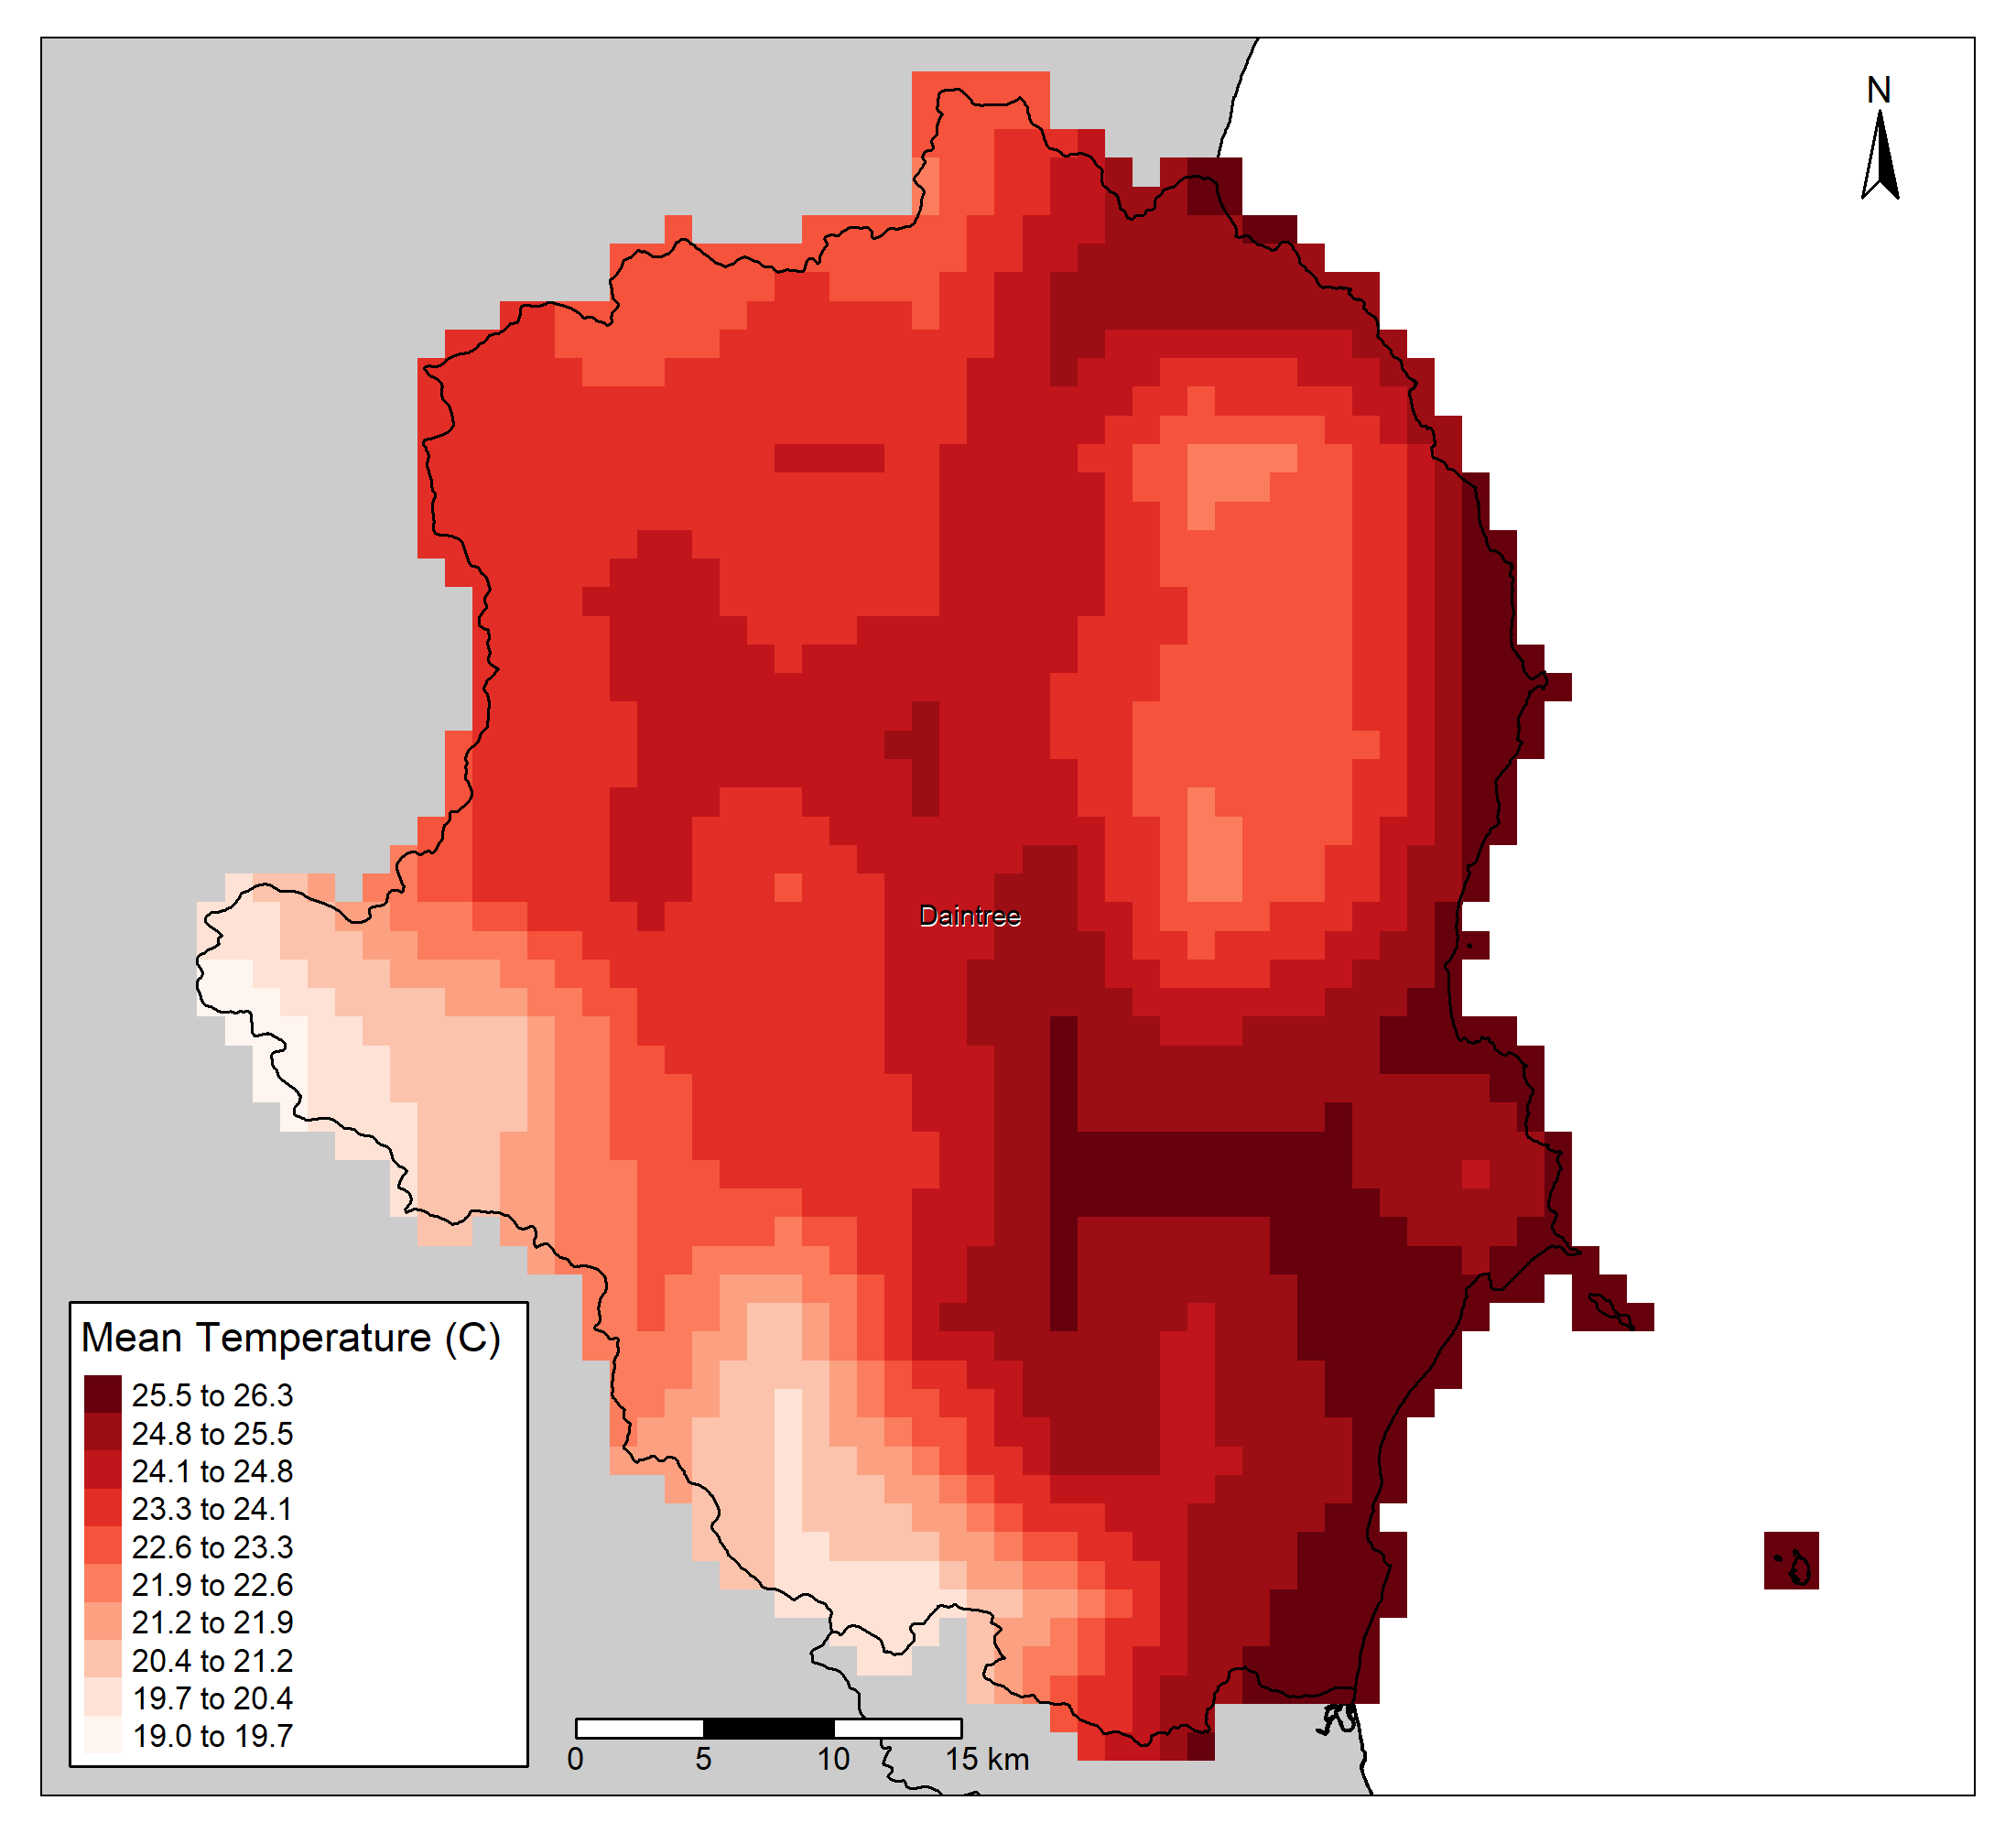 N
Daintree
Mean Temperature (C)
25.5 to 26.3
24.8 to 25.5
24.1 to 24.8
23.3 to 24.1
22.6 to 23.3
21.9 to 22.6
21.2 to 21.9
20.4 to 21.2
19.7 to 20.4
19.0 to 19.7
0 5 10 15 km